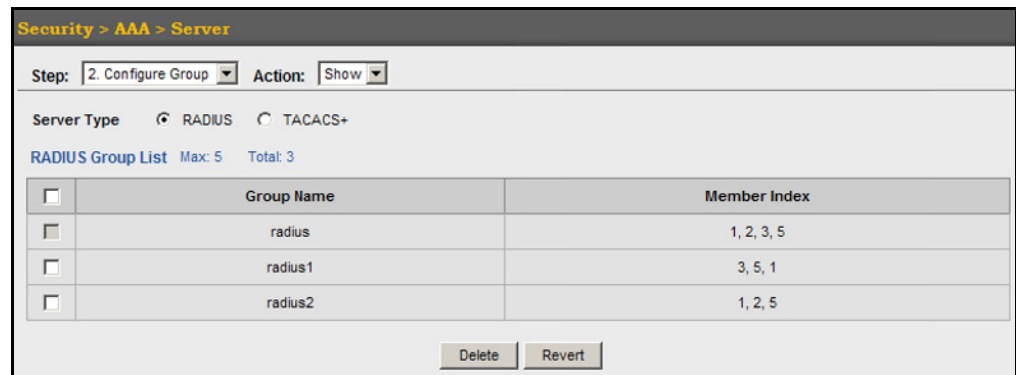 Security > AAA > Server
Step: 2. Configure Group Action: Show
Server Type RADIUS TACACS+
RADIUS Group List Max: 5 Total: 3
Group Name Member Index
radius 1, 2, 3, 5
radius1 3, 5, 1
radius2 1, 2, 5
Delete Revert